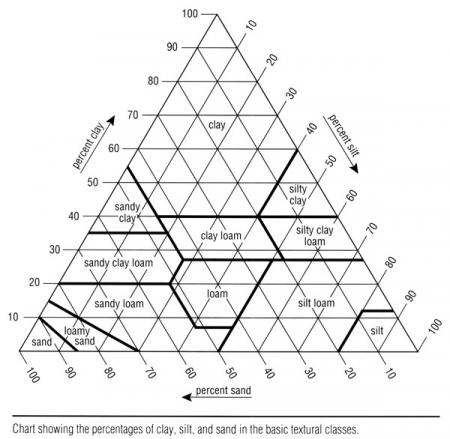 100
90
80
70
60
50
40
30
20
10
10
20
30
40
50
60
70
80
90
100
100
90
80
70
60
50
40
30
20
10
percent clay
percent silt
percent sand
clay
silty
clay
sandy
clay
clay loam
silty clay
loam
sandy clay loam
loam
silt loam
sandy loam
loamy
sand
sand
silt
Chart showing the percentages of clay, silt, and sand in the basic textural classes.